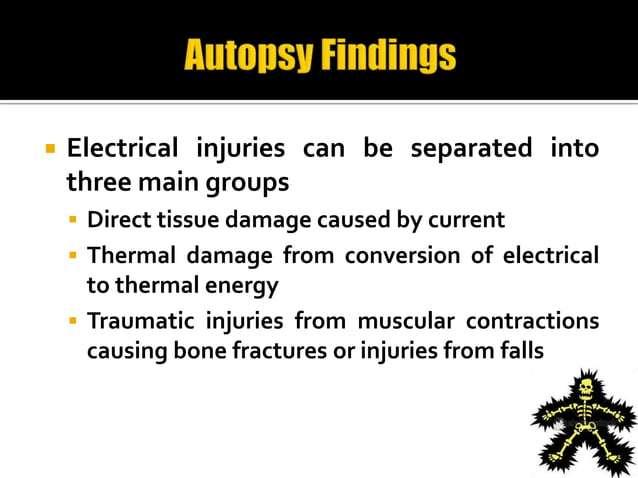 Autopsy Findings
Electrical injuries can be separated into
three main groups
Direct tissue damage caused by current
Thermal damage from conversion of electrical
to thermal energy
Traumatic injuries from muscular contractions
causing bone fractures or injuries from falls